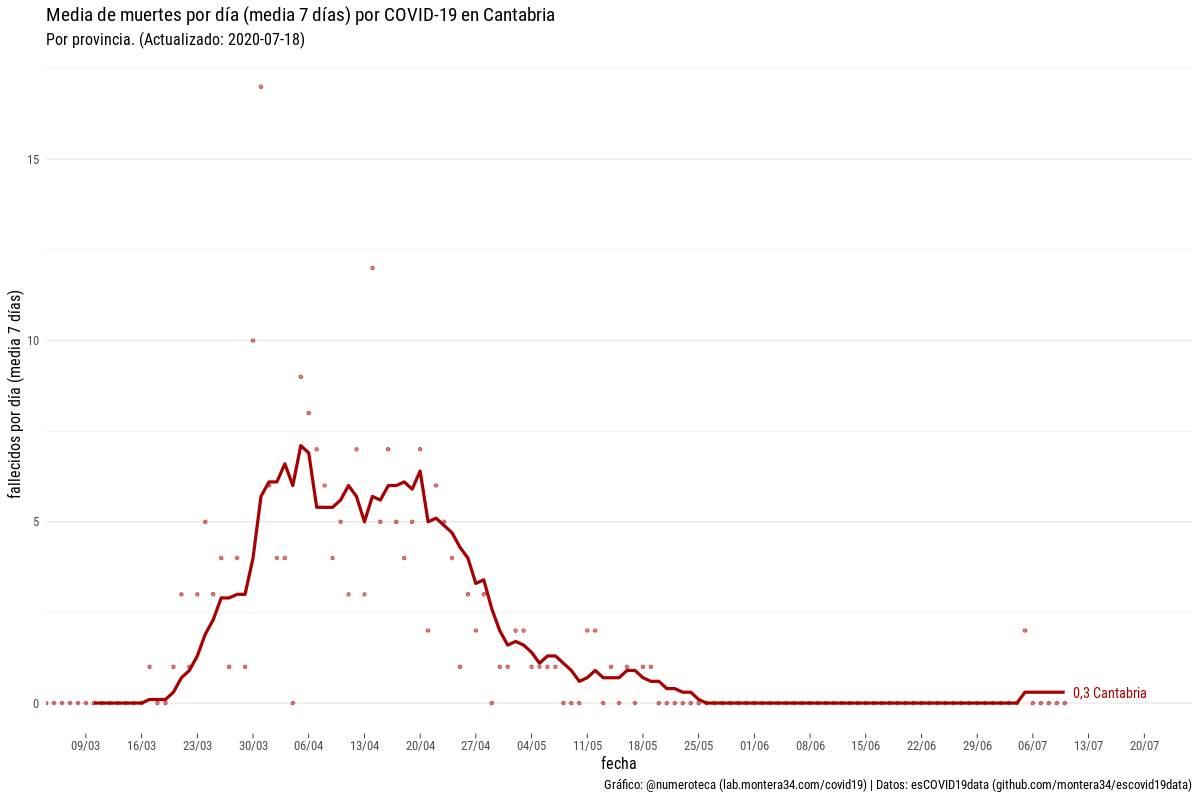 Media de muertes por día (media 7 días) por COVID-19 en Cantabria
Por provincia. (Actualizado: 2020-07-18)
fallecidos por día (media 7 días)
15
10
5
0
0,3 Cantabria
09/03 16/03 23/03 30/03 06/04 13/04 20/04 27/04 04/05 11/05 18/05 25/05 01/06 08/06 15/06 22/06 29/06 06/07 13/07 20/07
fecha
Gráfico: @numeroteca (lab.montera34.com/covid19) | Datos: esCOVID19data (github.com/montera34/escovid19data)